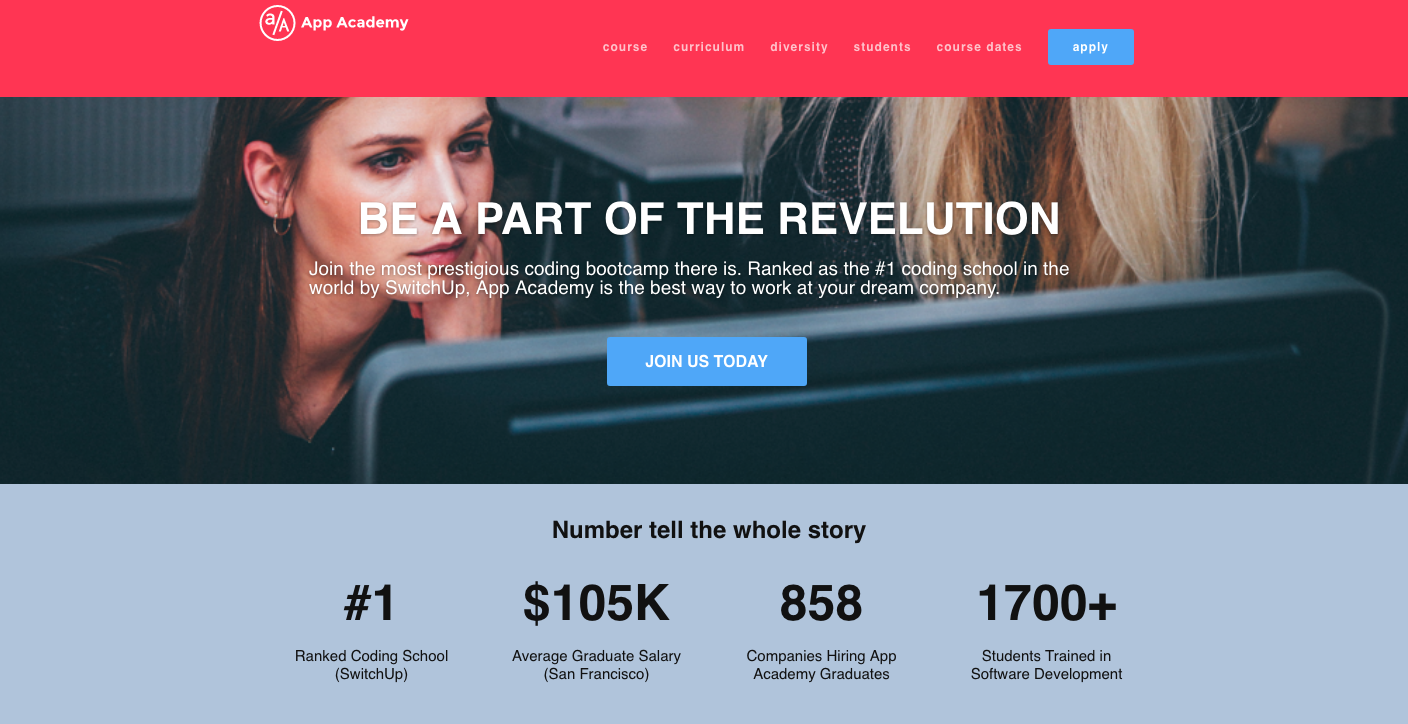 a/A App Academy
course curriculum diversity students course dates apply
BE A PART OF THE REVELUTION
Join the most prestigious coding bootcamp there is. Ranked as the #1 coding school in the
world by SwitchUp, App Academy is the best way to work at your dream company.
JOIN US TODAY
Number tell the whole story
#1 $105K 858 1700+
Ranked Coding School
(SwitchUp)
Average Graduate Salary
(San Francisco)
Companies Hiring App
Academy Graduates
Students Trained in
Software Development